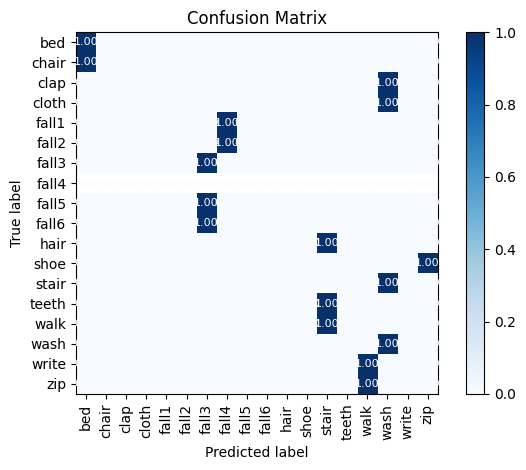 Confusion Matrix
True label
bed 1.00
chair 1.00
clap 1.00
cloth 1.00
fall1 1.00
fall2 1.00
fall3 1.00
fall4
fall5 1.00
fall6 1.00
hair 1.00
shoe 1.00
stair 1.00
teeth 1.00
walk 1.00
wash 1.00
write 1.00
zip 1.00
bed chair clap cloth fall1 fall2 fall3 fall4 fall5 fall6 hair shoe stair teeth walk wash write zip
Predicted label
1.0
0.8
0.6
0.4
0.2
0.0